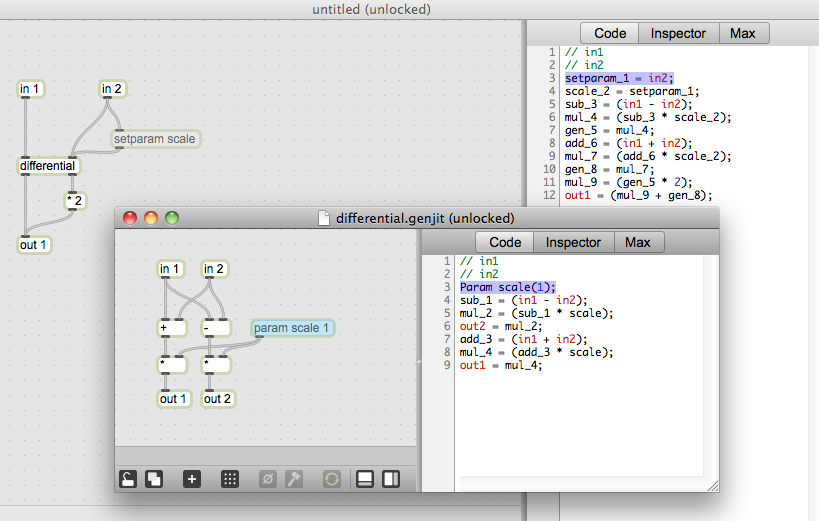 untitled (unlocked)
in 1
in 2
setparam scale
differential
* 2
out 1
Code Inspector Max
1 // in1
2 // in2
3 setparam_1 = in2;
4 scale_2 = setparam_1;
5 sub_3 = (in1 - in2);
6 mul_4 = (sub_3 * scale_2);
7 gen_5 = mul_4;
8 add_6 = (in1 + in2);
9 mul_7 = (add_6 * scale_2);
10 gen_8 = mul_7;
11 mul_9 = (gen_5 * 2);
12 out1 = (mul_9 + gen_8);
differential.genjit (unlocked)
in 1
in 2
+
-
param scale 1
*
*
out 1
out 2
Code Inspector Max
1 // in1
2 // in2
3 Param scale(1);
4 sub_1 = (in1 - in2);
5 mul_2 = (sub_1 * scale);
6 out2 = mul_2;
7 add_3 = (in1 + in2);
8 mul_4 = (add_3 * scale);
9 out1 = mul_4;